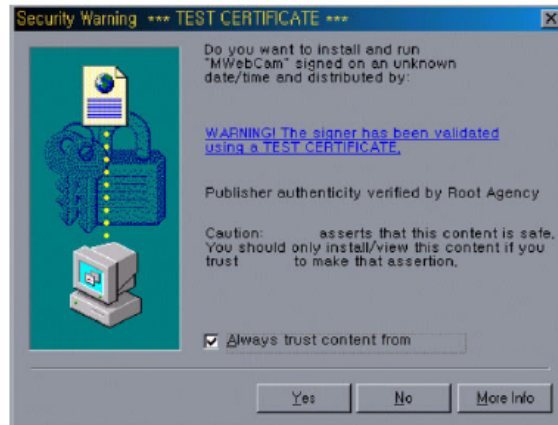 Security Warning *** TEST CERTIFICATE ***
Do you want to install and run
"MWebCam" signed on an unknown
date/time and distributed by:
WARNING! The signer has been validated
using a TEST CERTIFICATE.
Publisher authenticity verified by Root Agency
Caution: asserts that this content is safe.
You should only install/view this content if you
trust to make that assertion.
Always trust content from
Yes No More Info